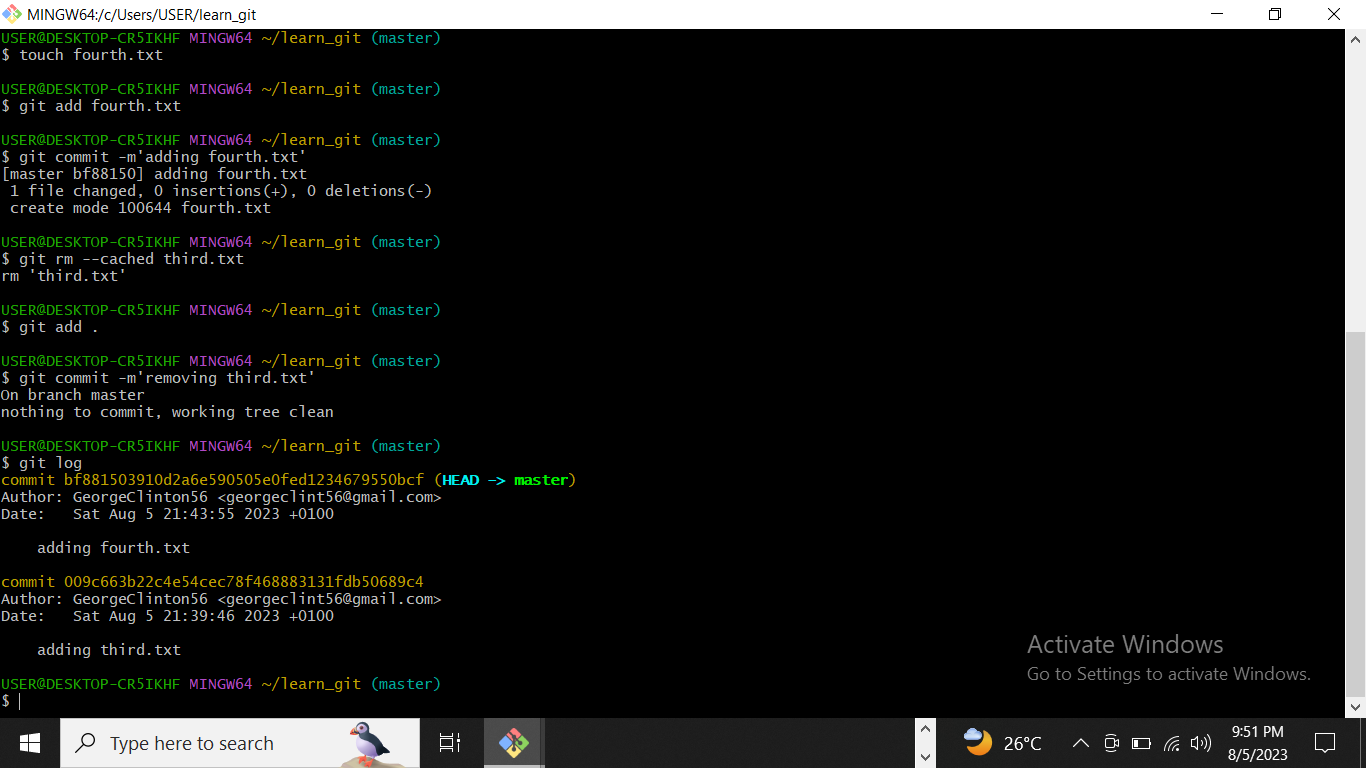 MINGW64:/c/Users/USER/learn_git
USER@DESKTOP-CR5IKHF MINGW64 ~/learn_git (master)
$ touch fourth.txt
USER@DESKTOP-CR5IKHF MINGW64 ~/learn_git (master)
$ git add fourth.txt
USER@DESKTOP-CR5IKHF MINGW64 ~/learn_git (master)
$ git commit -m'adding fourth.txt'
[master bf88150] adding fourth.txt
 1 file changed, 0 insertions(+), 0 deletions(-)
 create mode 100644 fourth.txt
USER@DESKTOP-CR5IKHF MINGW64 ~/learn_git (master)
$ git rm --cached third.txt
rm 'third.txt'
USER@DESKTOP-CR5IKHF MINGW64 ~/learn_git (master)
$ git add .
USER@DESKTOP-CR5IKHF MINGW64 ~/learn_git (master)
$ git commit -m'removing third.txt'
On branch master
nothing to commit, working tree clean
USER@DESKTOP-CR5IKHF MINGW64 ~/learn_git (master)
$ git log
commit bf881503910d2a6e590505e0fed1234679550bcf (HEAD -> master)
Author: GeorgeClinton56 <georgeclint56@gmail.com>
Date:   Sat Aug 5 21:43:55 2023 +0100
    adding fourth.txt
commit 009c663b22c4e54cec78f468883131fdb50689c4
Author: GeorgeClinton56 <georgeclint56@gmail.com>
Date:   Sat Aug 5 21:39:46 2023 +0100
    adding third.txt
USER@DESKTOP-CR5IKHF MINGW64 ~/learn_git (master)
$
Activate Windows
Go to Settings to activate Windows.
Type here to search
26°C
9:51 PM
8/5/2023